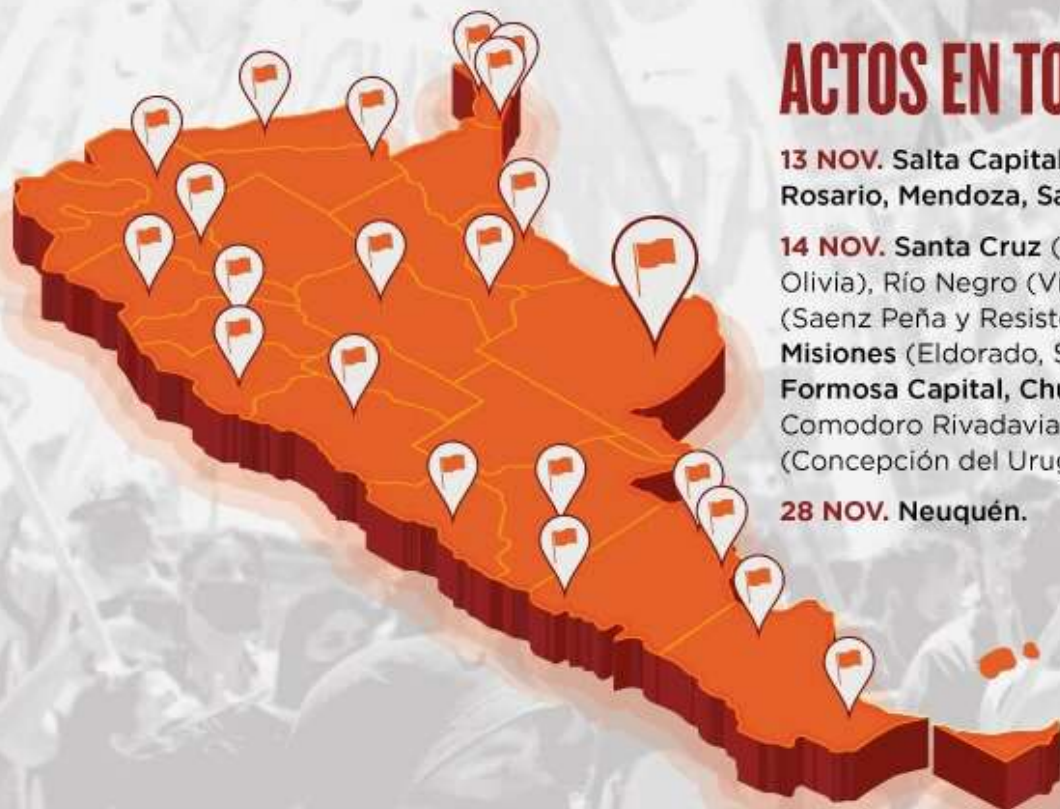 ACTOS EN TO
13 NOV. Salta Capital
Rosario, Mendoza, Sa
14 NOV. Santa Cruz (
Olivia), Río Negro (Vi
(Saenz Peña y Resist
Misiones (Eldorado, S
Formosa Capital, Chu
Comodoro Rivadavia
(Concepción del Urug
28 NOV. Neuquén.